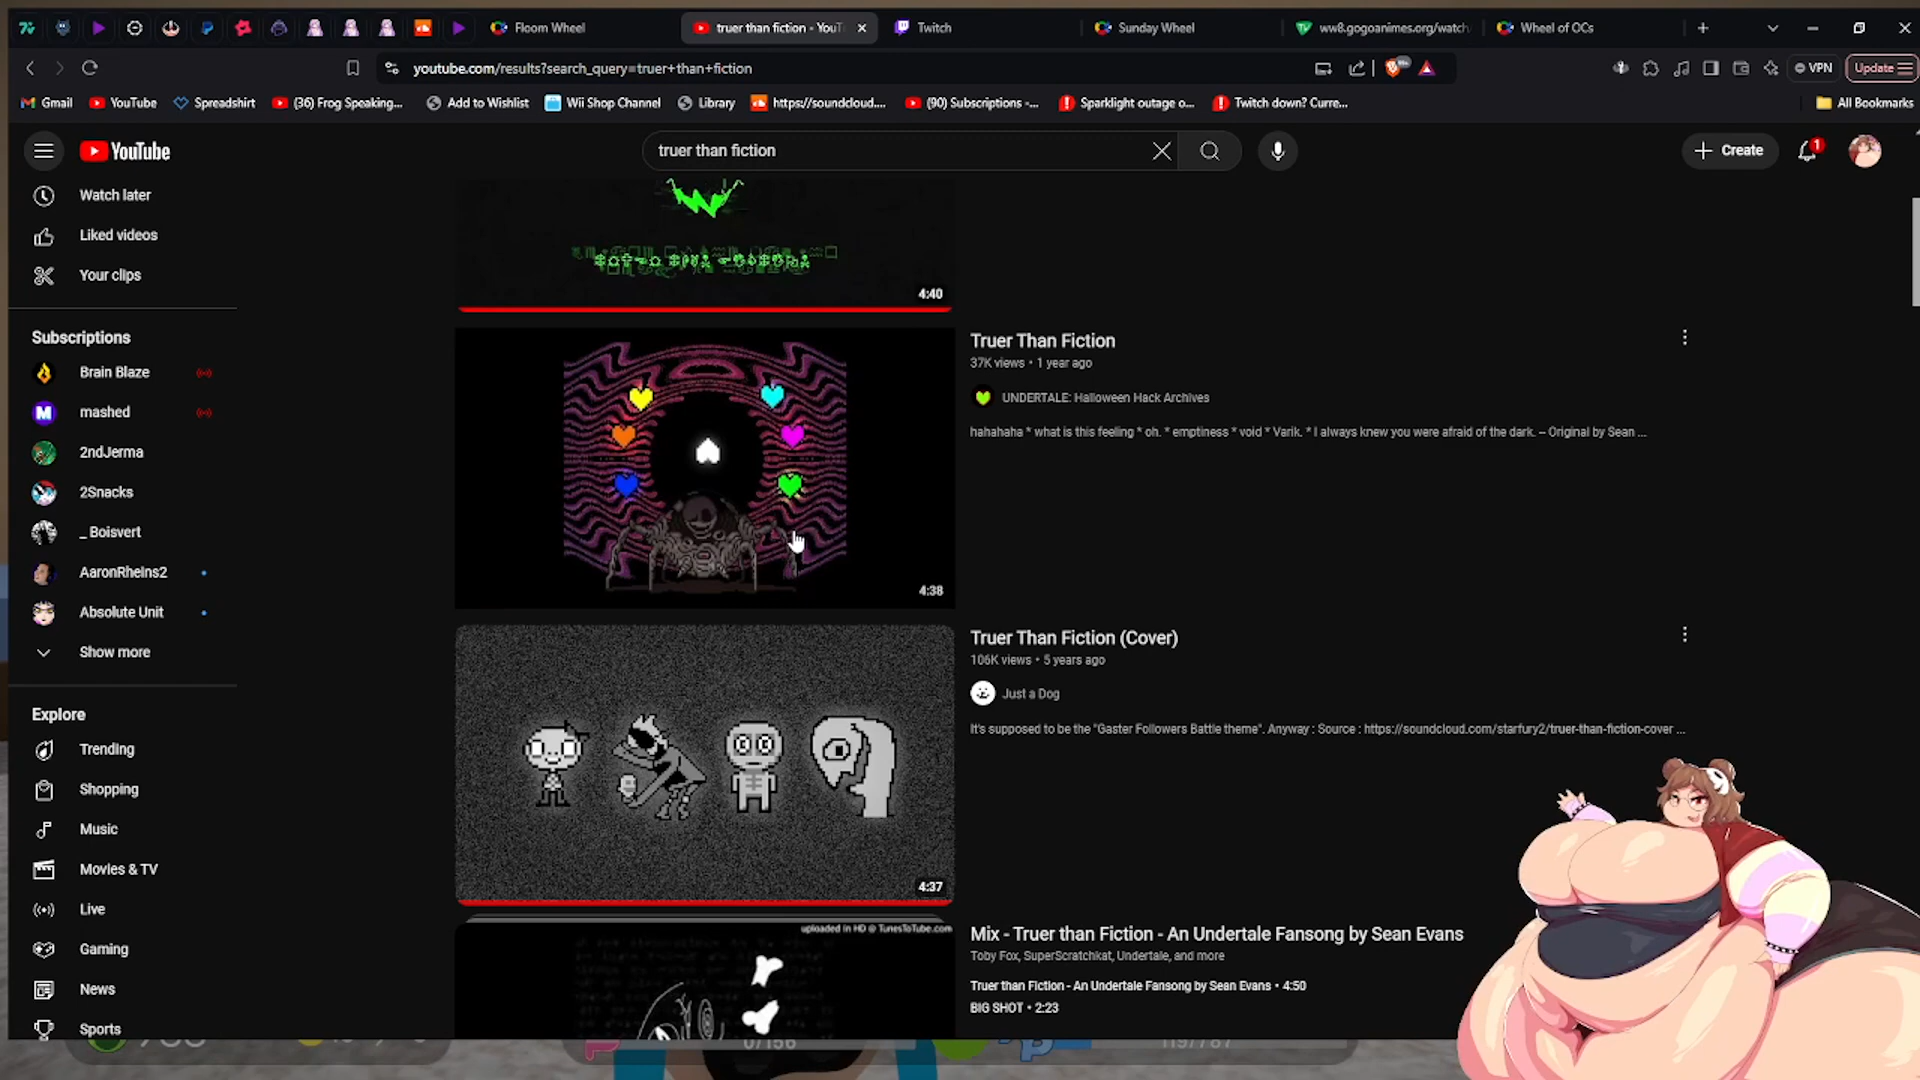 Floom Wheel
truer than fiction - YouT
Twitch
Sunday Wheel
ww8.gogoanimes.org/watch
Wheel of OCs
youtube.com/results?search_query=truer+than+fiction
VPN
Update
Gmail
YouTube
Spreadshirt
(36) Frog Speaking...
Add to Wishlist
Wii Shop Channel
Library
https://soundcloud....
(90) Subscriptions -...
Sparklight outage o...
Twitch down? Curre...
All Bookmarks
YouTube
truer than fiction
Create
1
Watch later
Liked videos
Your clips
Subscriptions
Brain Blaze
mashed
2ndJerma
2Snacks
_ Boisvert
AaronRheins2
Absolute Unit
Show more
Explore
Trending
Shopping
Music
Movies & TV
Live
Gaming
News
Sports
4:40
Truer Than Fiction
37K views • 1 year ago
UNDERTALE: Halloween Hack Archives
hahahaha * what is this feeling * oh. * emptiness * void * Varik. * I always knew you were afraid of the dark. – Original by Sean ...
4:38
Truer Than Fiction (Cover)
106K views • 5 years ago
Just a Dog
It's supposed to be the "Gaster Followers Battle theme". Anyway : Source : https://soundcloud.com/starfury2/truer-than-fiction-cover ...
4:37
uploaded in HD @ TunesToTube.com
Mix - Truer than Fiction - An Undertale Fansong by Sean Evans
Toby Fox, SuperScratchkat, Undertale, and more
Truer than Fiction - An Undertale Fansong by Sean Evans • 4:50
BIG SHOT • 2:23
0/156